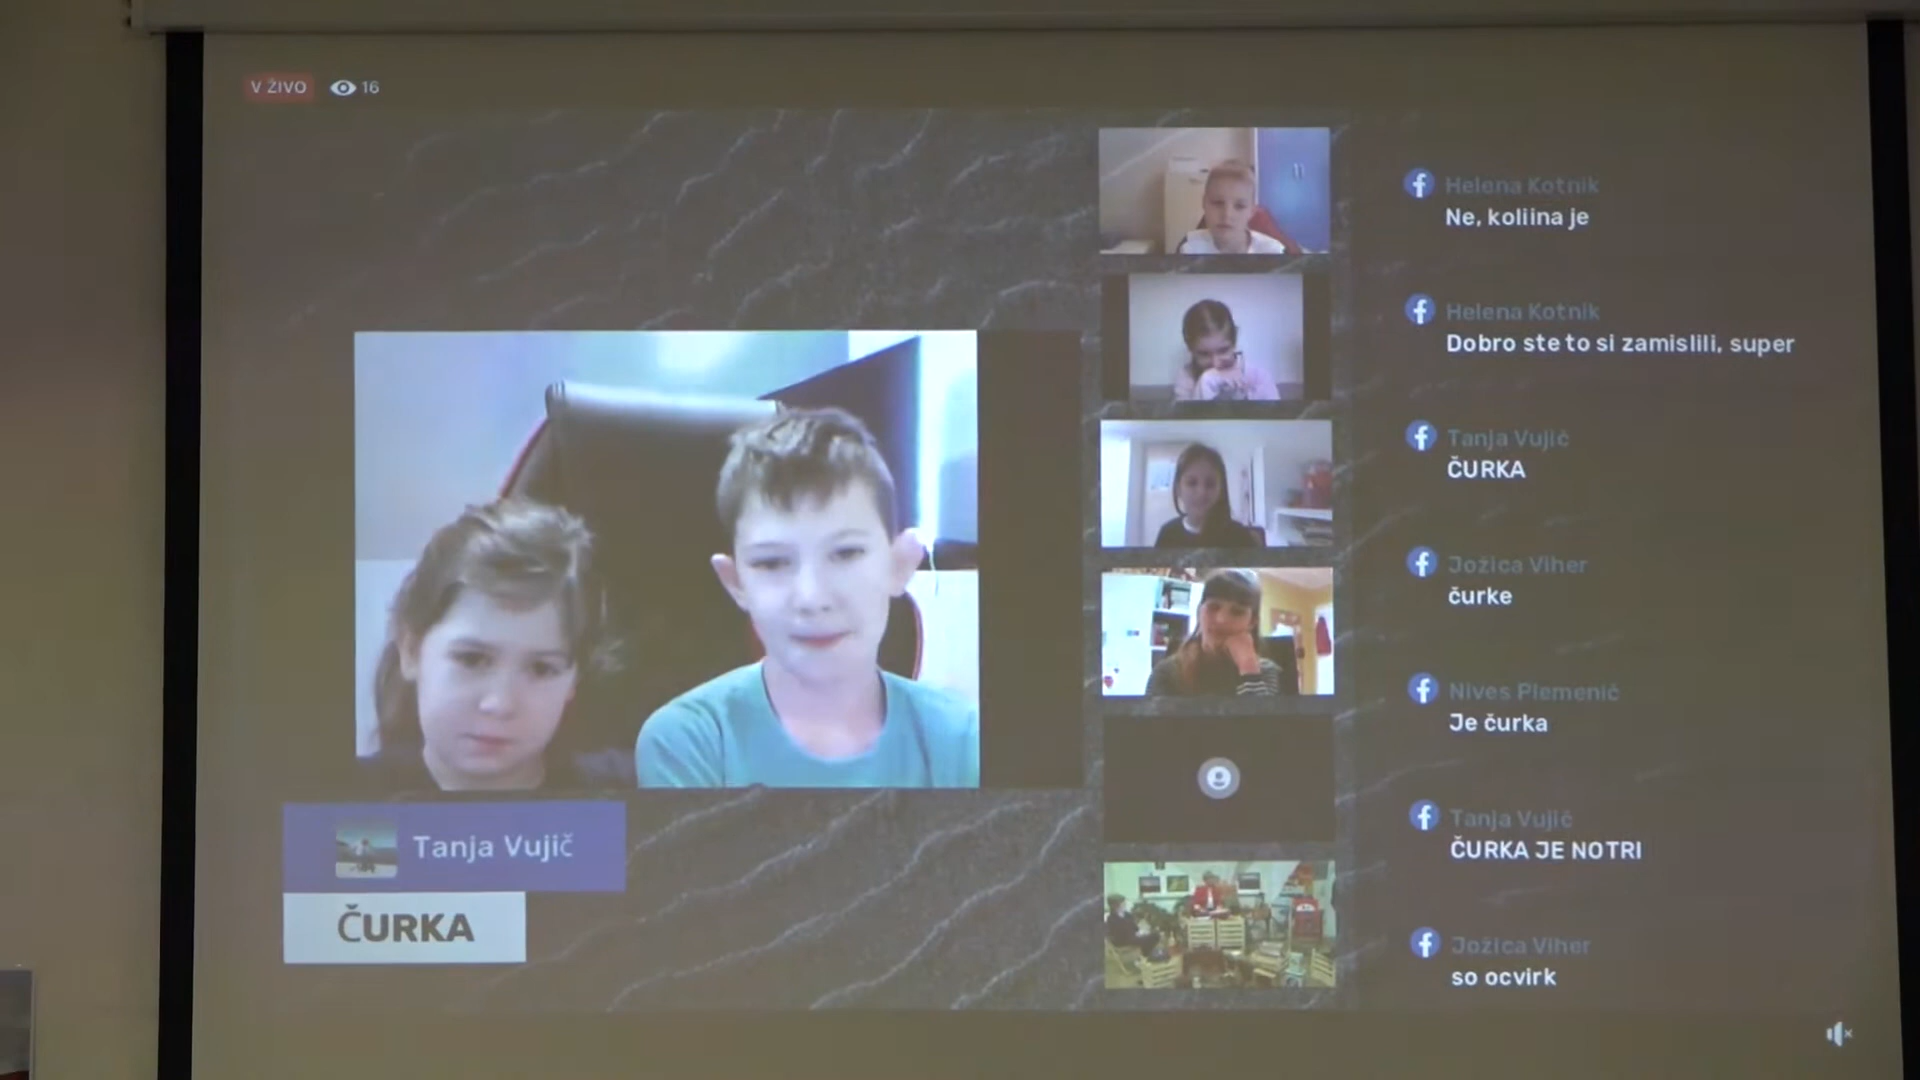 V ŽIVO 16
Helena Kotnik
Ne, koliina je
Helena Kotnik
Dobro ste to si zamislili, super
Tanja Vujič
ČURKA
Jožica Viher
čurke
Nives Plemenič
Je čurka
Tanja Vujič
ČURKA JE NOTRI
Jožica Viher
so ocvirk
Tanja Vujič
ČURKA